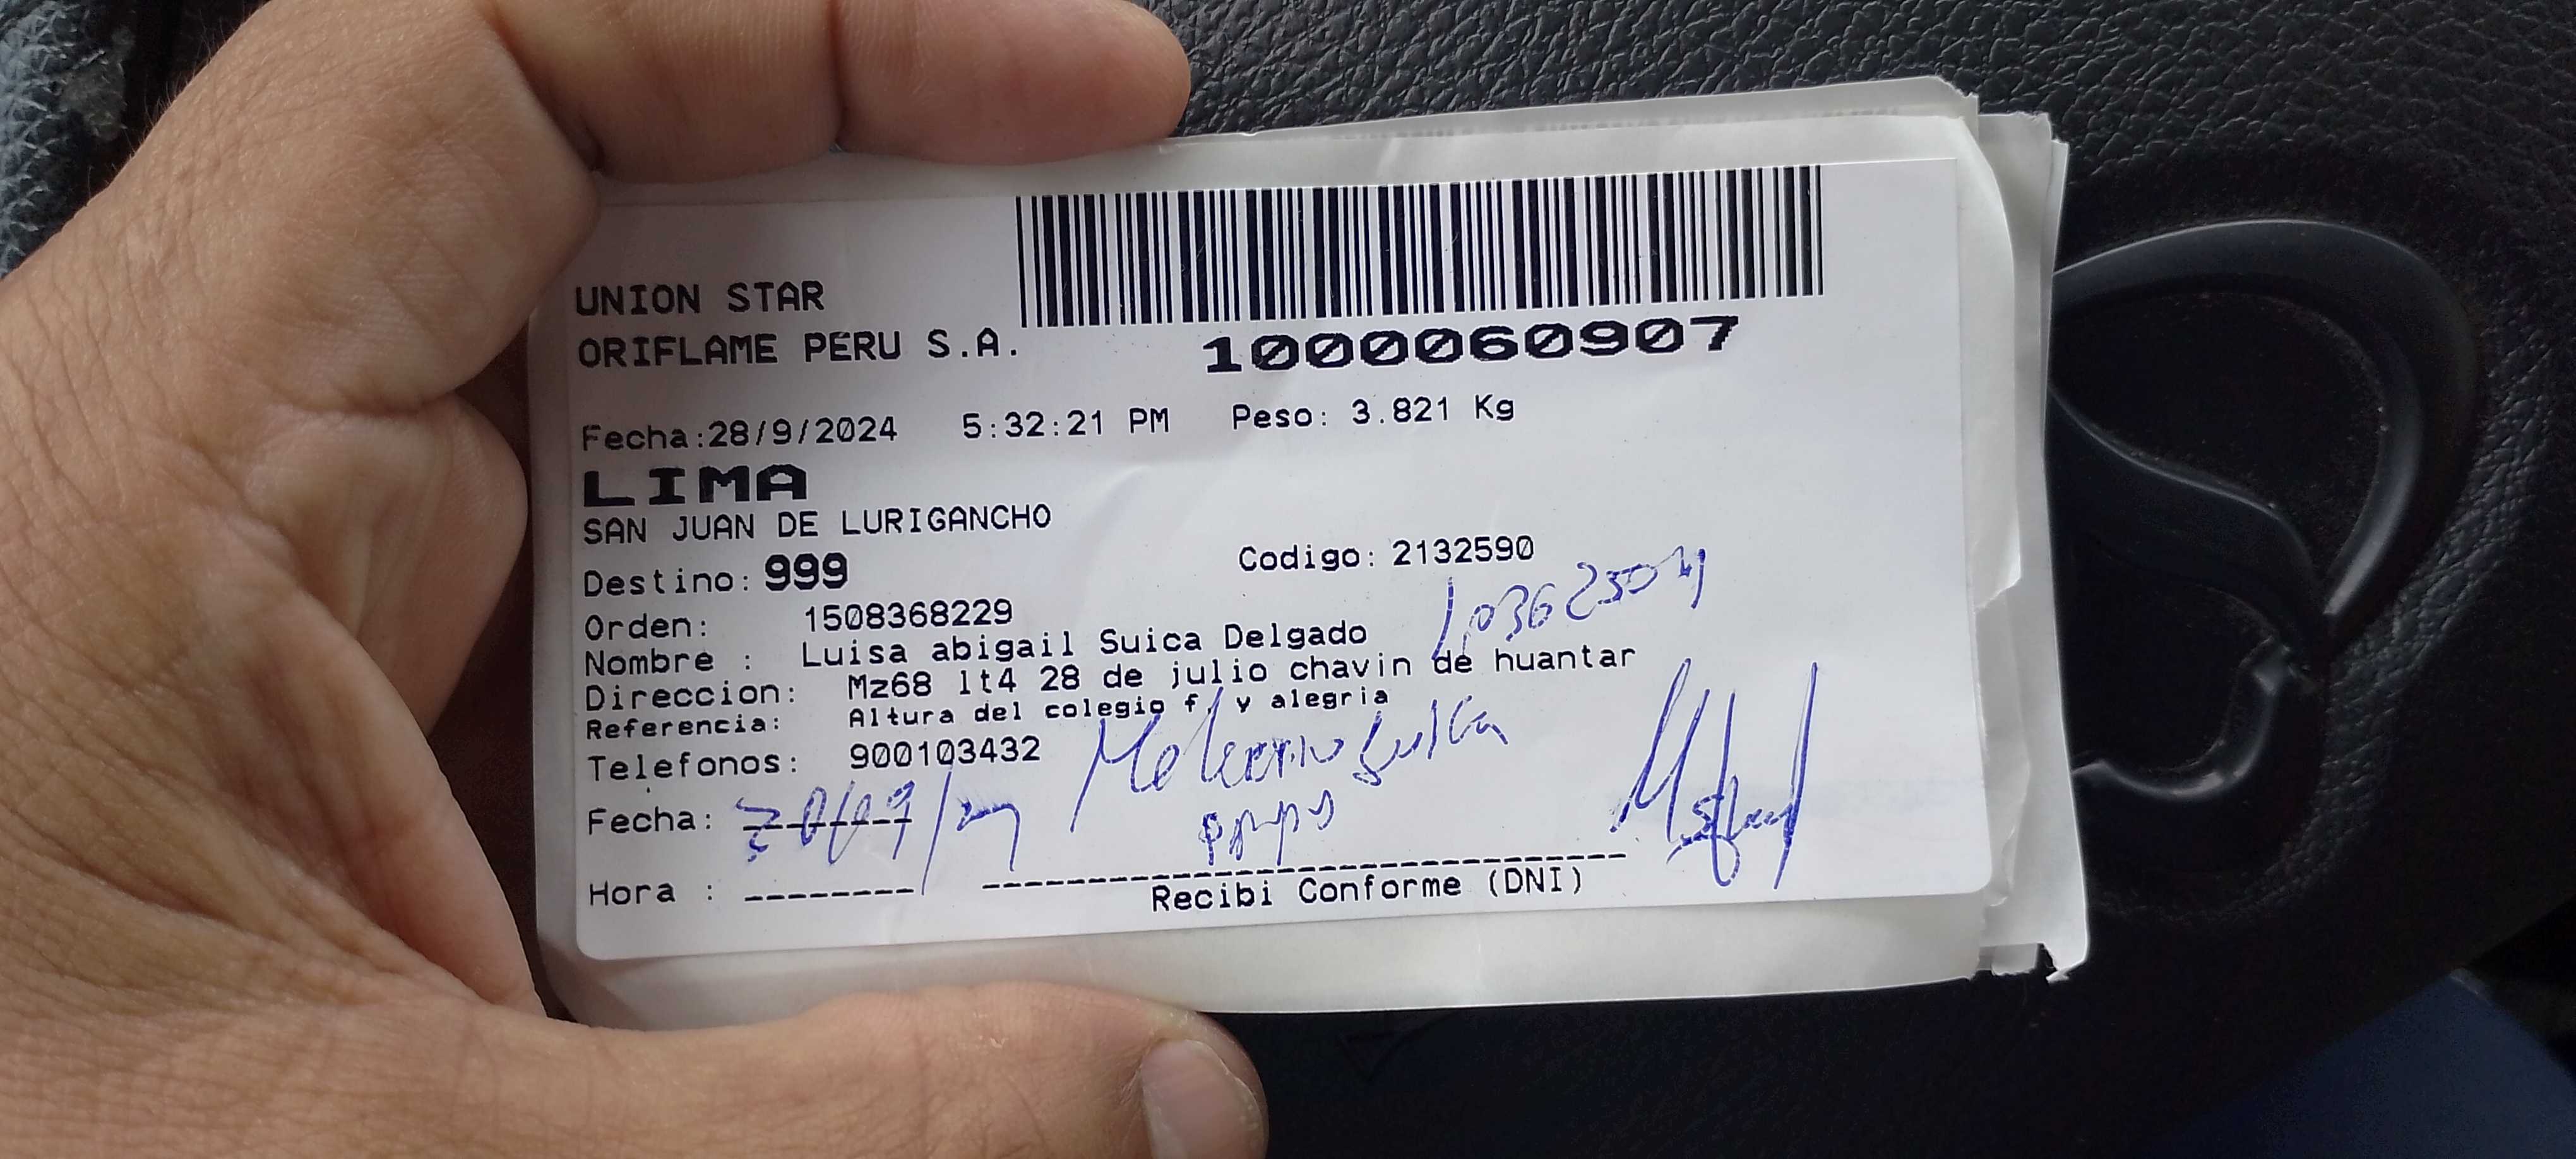 UNION STAR
ORIFLAME PERU S.A.
1000060907
Fecha:28/9/2024 5:32:21 PM Peso: 3.821 Kg
LIMA
SAN JUAN DE LURIGANCHO
Destino: 999 Codigo: 2132590
Orden: 1508368229
Nombre : Luisa abigail Suica Delgado
Direccion: Mz68 lt4 28 de julio chavin de huantar
Referencia: Altura del colegio f. y alegria
Telefonos: 900103432
Fecha:
Hora :
Recibi Conforme (DNI)